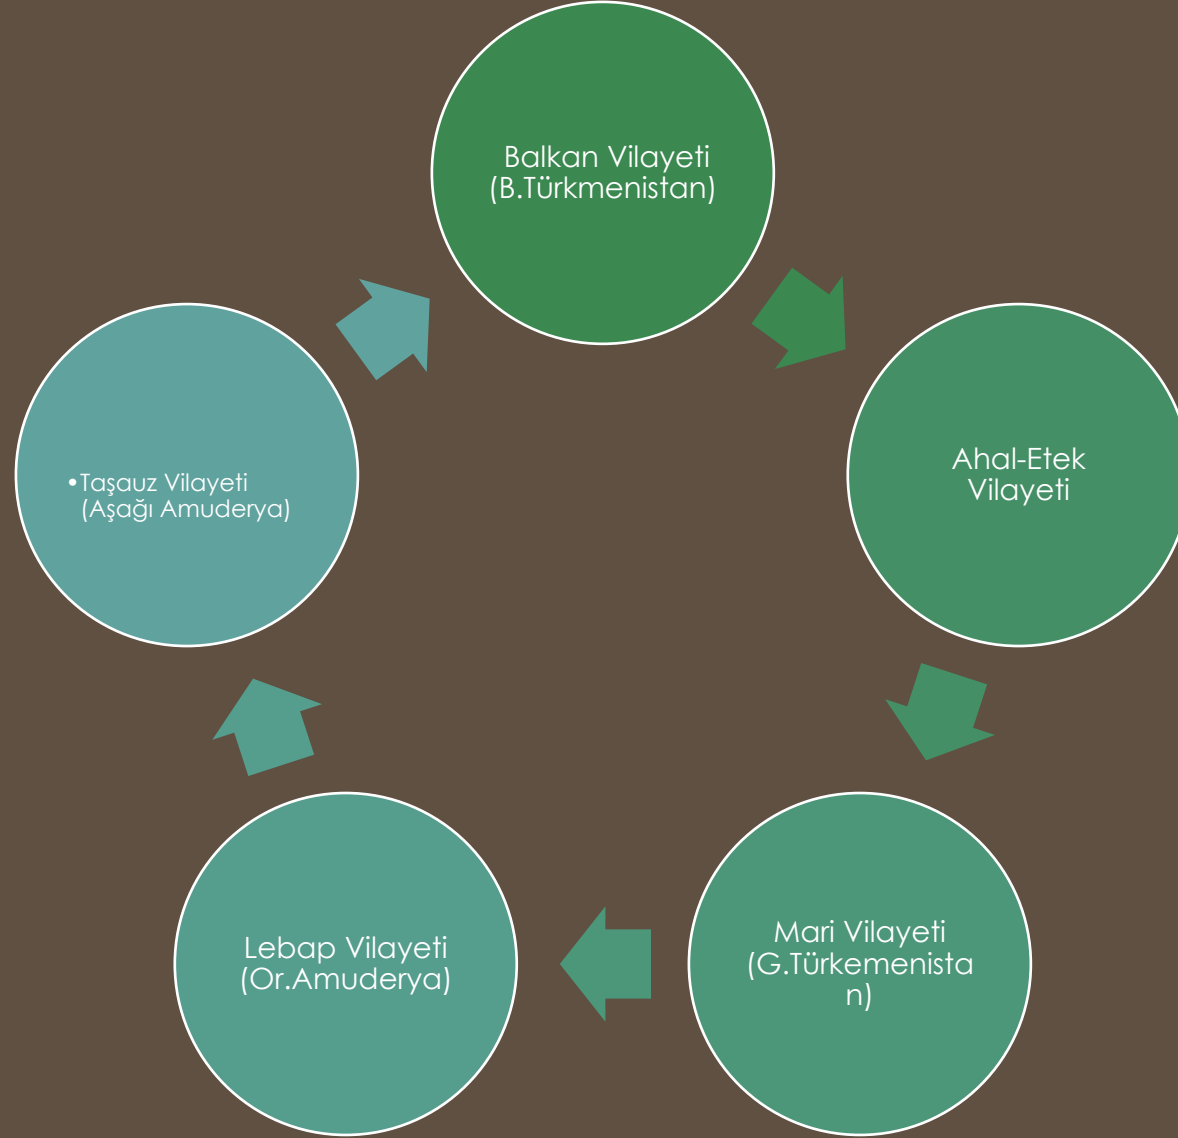 Balkan Vilayeti
(B.Türkmenistan)
Ahal-Etek
Vilayeti
Mari Vilayeti
(G.Türkemenista
n)
Lebap Vilayeti
(Or.Amuderya)
•Taşauz Vilayeti
(Aşağı Amuderya)